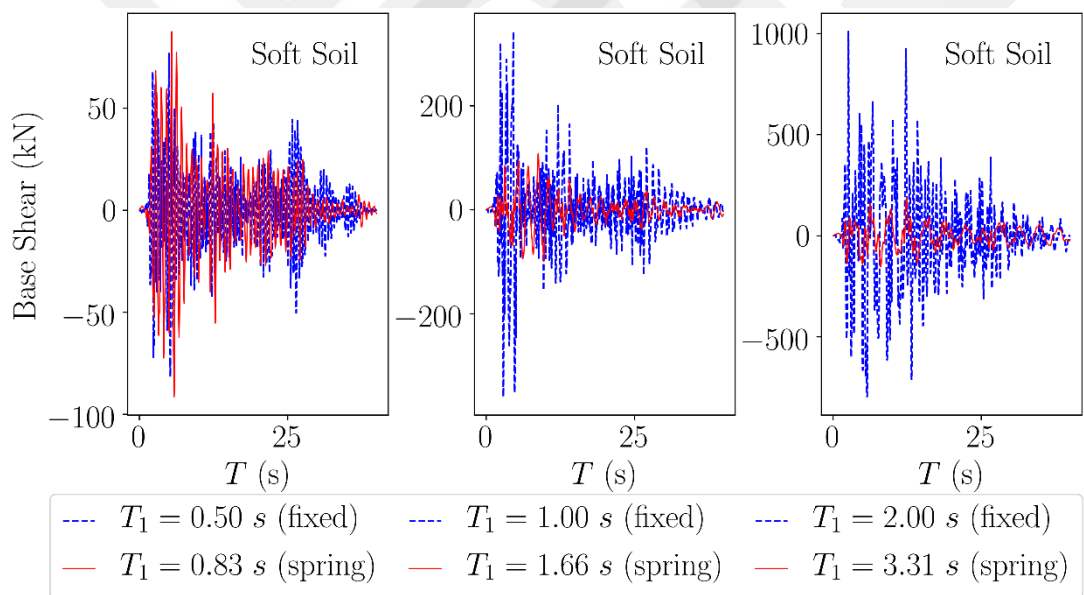 Soft Soil
Soft Soil
Soft Soil
Base Shear (kN)
50
0
−50
−100
200
0
−200
1000
500
0
−500
0 25
0 25
0 25
T (s)
T (s)
T (s)
T₁ = 0.50 s (fixed) T₁ = 1.00 s (fixed) T₁ = 2.00 s (fixed)
T₁ = 0.83 s (spring) T₁ = 1.66 s (spring) T₁ = 3.31 s (spring)